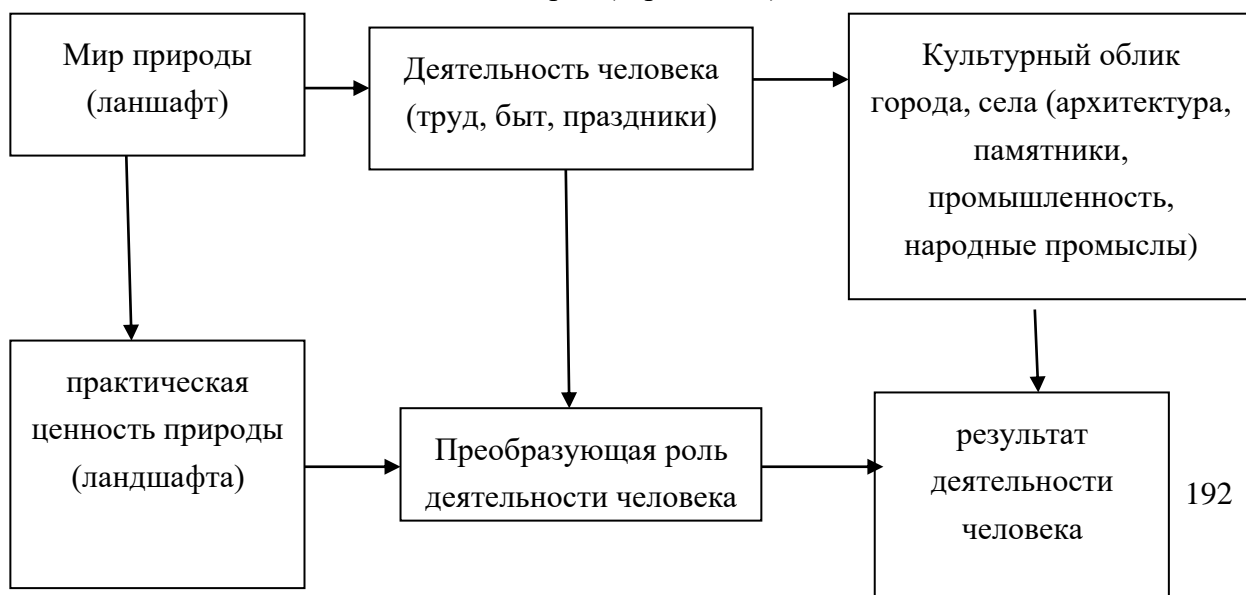 Мир природы
(ланшафт)
Деятельность человека
(труд, быт, праздники)
Культурный облик
города, села (архитектура,
памятники,
промышленность,
народные промыслы)
практическая
ценность природы
(ландшафта)
Преобразующая роль
деятельности человека
результат
деятельности
человека
192